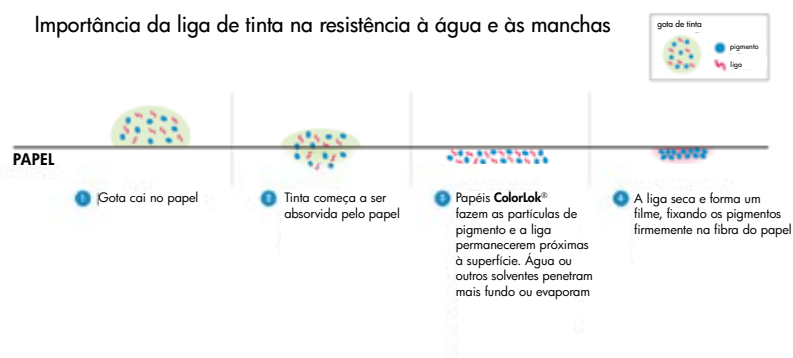 Importância da liga de tinta na resistência à água e às manchas
gota de tinta
pigmento
liga
PAPEL
1 Gota cai no papel
2 Tinta começa a ser
absorvida pelo papel
3 Papéis ColorLok®
fazem as partículas de
pigmento e a liga
permanecerem próximas
à superfície. Água ou
outros solventes penetram
mais fundo ou evaporam
4 A liga seca e forma um
filme, fixando os pigmentos
firmemente na fibra do papel